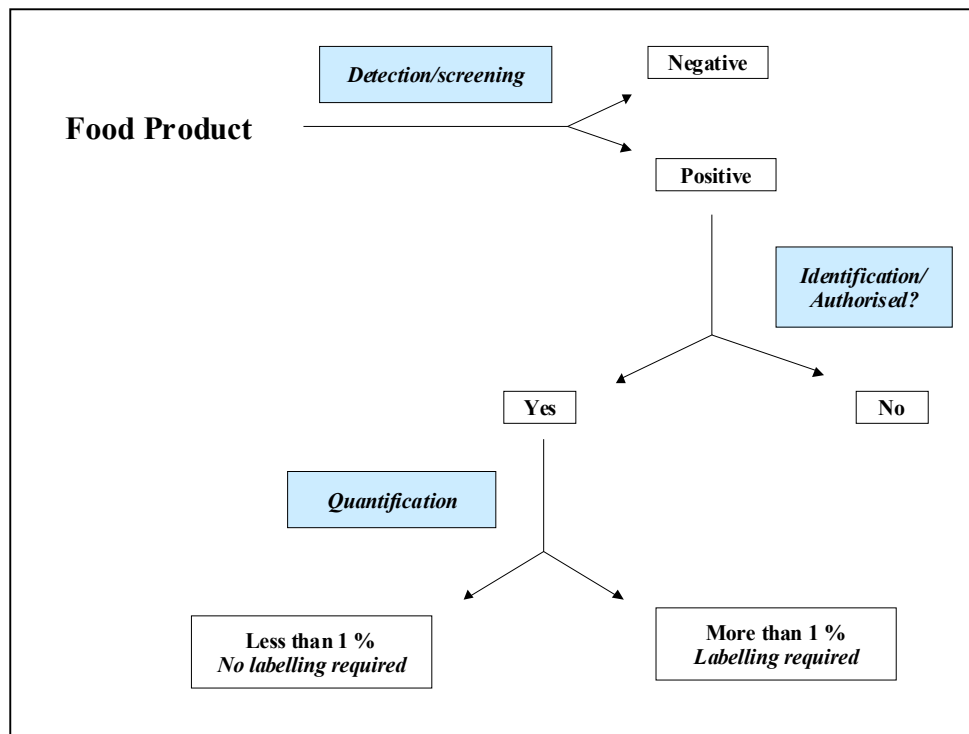 Detection/screening
Negative
Food Product
Positive
Identification/
Authorised?
Yes
No
Quantification
Less than 1 %
No labelling required
More than 1 %
Labelling required